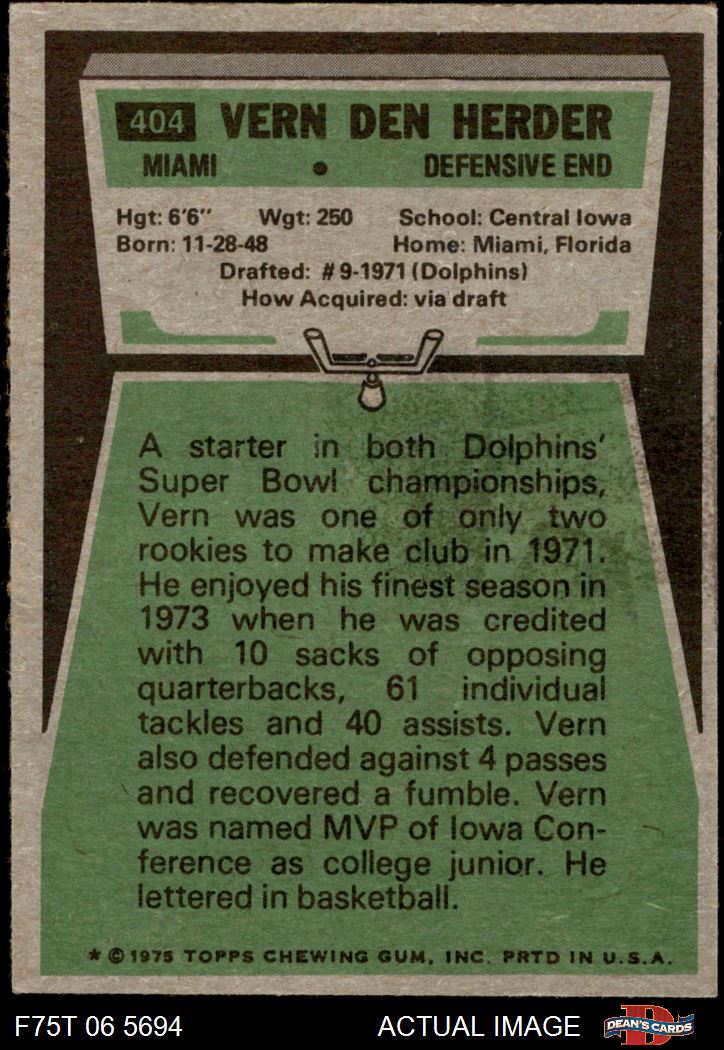 404 VERN DEN HERDER
MIAMI • DEFENSIVE END
Hgt: 6'6" Wgt: 250 School: Central Iowa
Born: 11-28-48 Home: Miami, Florida
Drafted: #9-1971 (Dolphins)
How Acquired: via draft
A starter in both Dolphins'
Super Bowl championships,
Vern was one of only two
rookies to make club in 1971.
He enjoyed his finest season in
1973 when he was credited
with 10 sacks of opposing
quarterbacks, 61 individual
tackles and 40 assists. Vern
also defended against 4 passes
and recovered a fumble. Vern
was named MVP of Iowa Con-
ference as college junior. He
lettered in basketball.
* © 1975 TOPPS CHEWING GUM, INC. PRTD IN U.S.A.
F75T 06 5694 ACTUAL IMAGE D DEAN'S CARDS